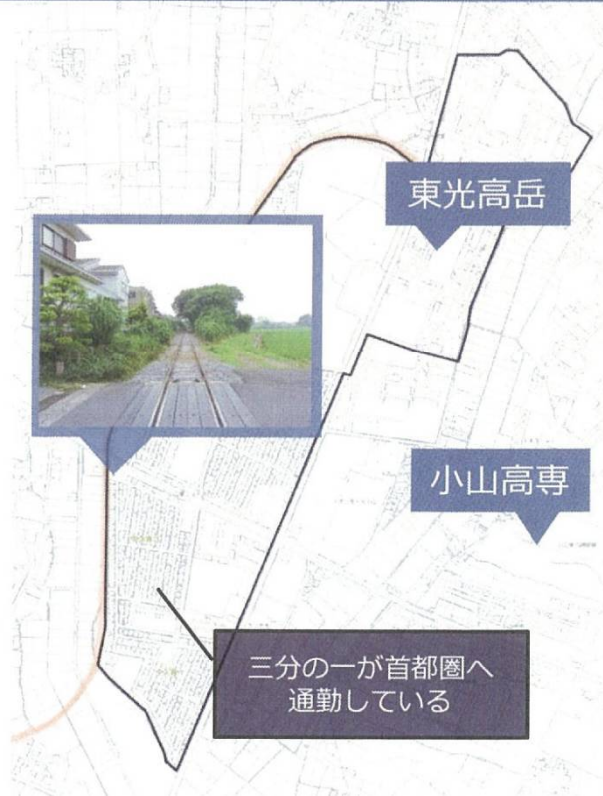 東光高岳
小山高専
三分の一が首都圏へ
通勤している